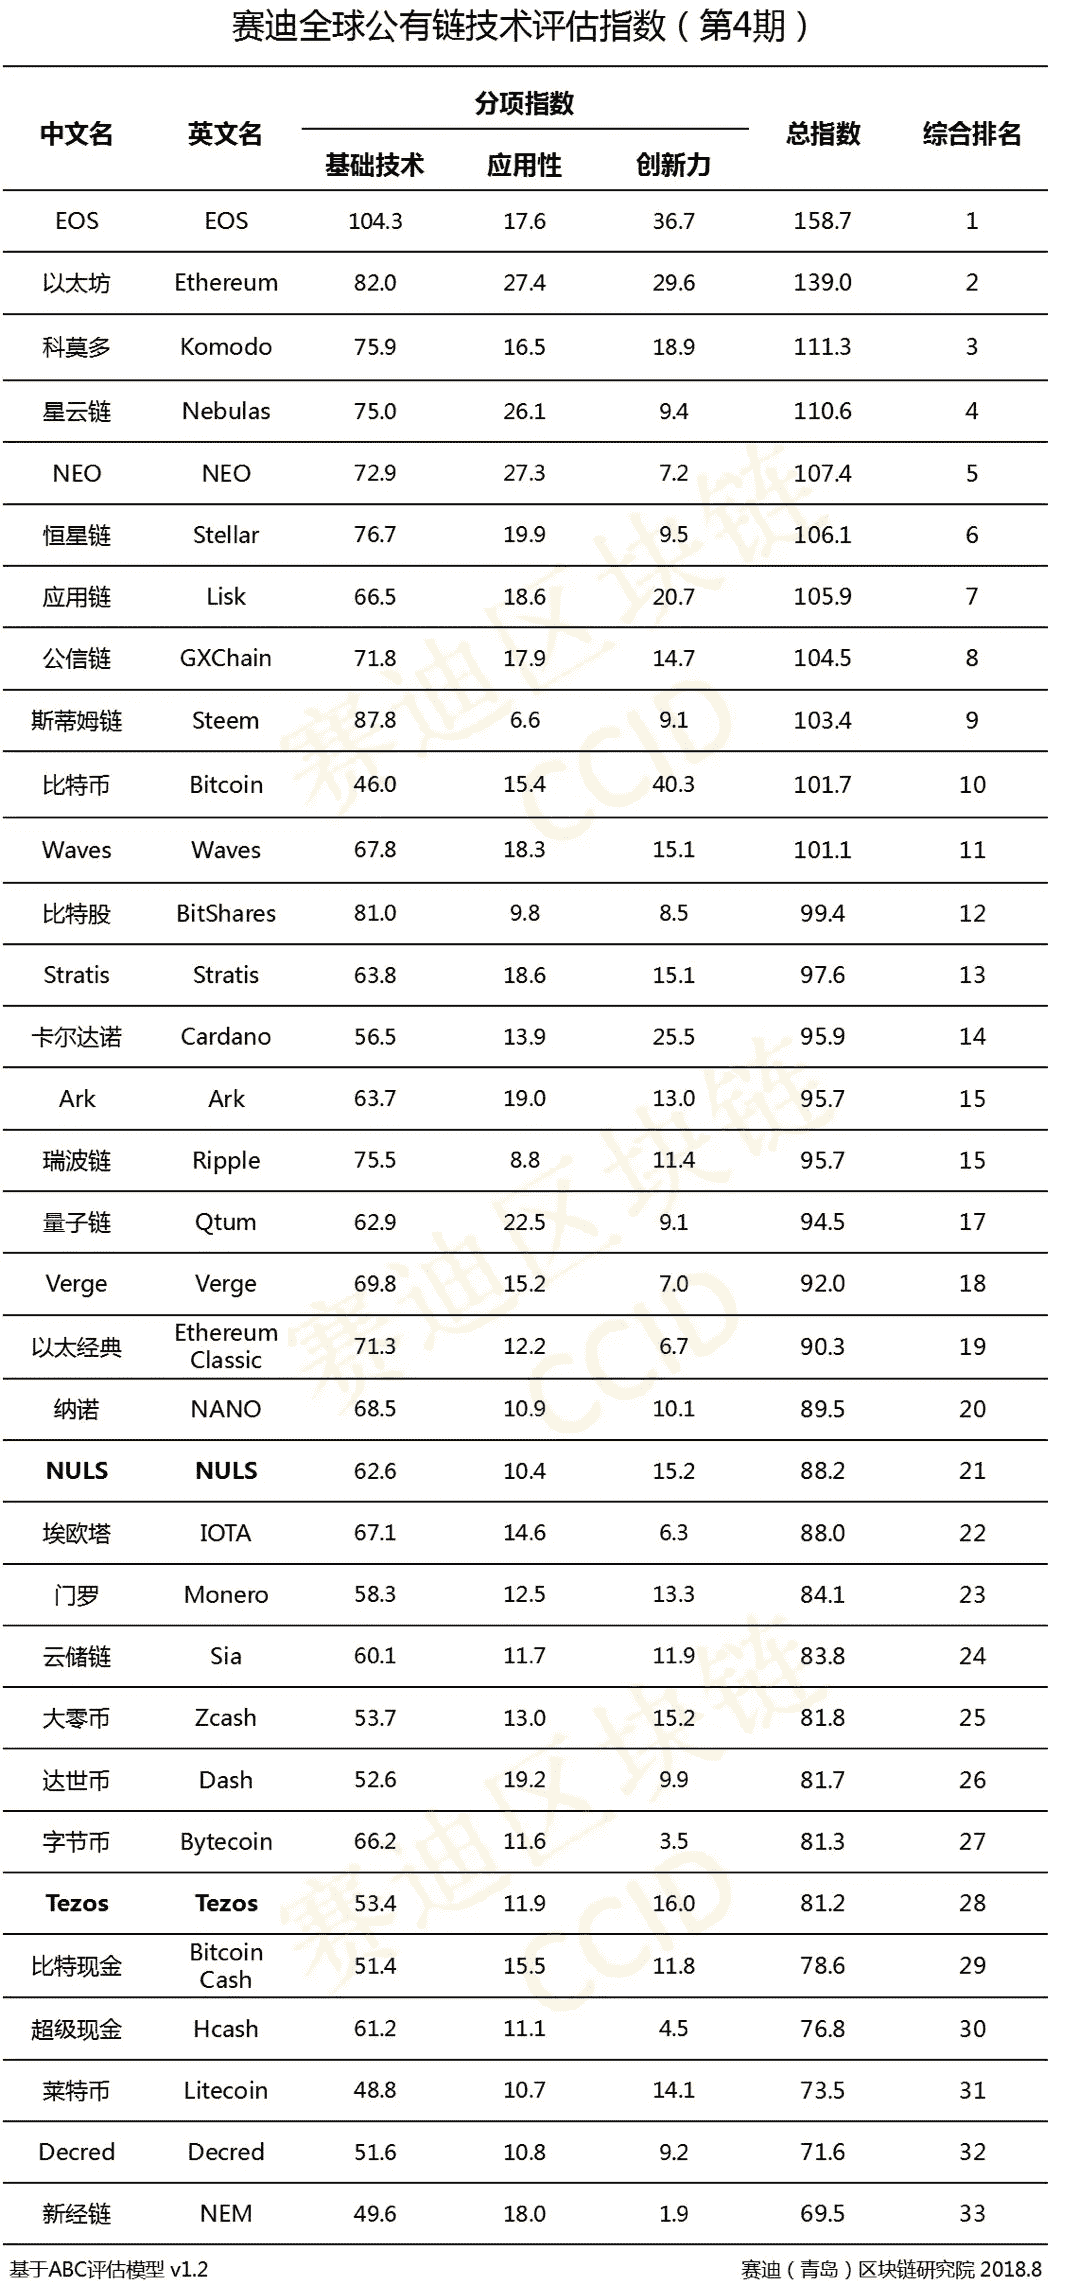 赛迪全球公有链技术评估指数（第4期）
中文名 英文名 分项指数 总指数 综合排名
基础技术 应用性 创新力
EOS EOS 104.3 17.6 36.7 158.7 1
以太坊 Ethereum 82.0 27.4 29.6 139.0 2
科莫多 Komodo 75.9 16.5 18.9 111.3 3
星云链 Nebulas 75.0 26.1 9.4 110.6 4
NEO NEO 72.9 27.3 7.2 107.4 5
恒星链 Stellar 76.7 19.9 9.5 106.1 6
应用链 Lisk 66.5 18.6 20.7 105.9 7
公信链 GXChain 71.8 17.9 14.7 104.5 8
斯蒂姆链 Steem 87.8 6.6 9.1 103.4 9
比特币 Bitcoin 46.0 15.4 40.3 101.7 10
Waves Waves 67.8 18.3 15.1 101.1 11
比特股 BitShares 81.0 9.8 8.5 99.4 12
Stratis Stratis 63.8 18.6 15.1 97.6 13
卡尔达诺 Cardano 56.5 13.9 25.5 95.9 14
Ark Ark 63.7 19.0 13.0 95.7 15
瑞波链 Ripple 75.5 8.8 11.4 95.7 15
量子链 Qtum 62.9 22.5 9.1 94.5 17
Verge Verge 69.8 15.2 7.0 92.0 18
以太经典 Ethereum Classic 71.3 12.2 6.7 90.3 19
纳诺 NANO 68.5 10.9 10.1 89.5 20
NULS NULS 62.6 10.4 15.2 88.2 21
埃欧塔 IOTA 67.1 14.6 6.3 88.0 22
门罗 Monero 58.3 12.5 13.3 84.1 23
云储链 Sia 60.1 11.7 11.9 83.8 24
大零币 Zcash 53.7 13.0 15.2 81.8 25
达世币 Dash 52.6 19.2 9.9 81.7 26
字节币 Bytecoin 66.2 11.6 3.5 81.3 27
Tezos Tezos 53.4 11.9 16.0 81.2 28
比特现金 Bitcoin Cash 51.4 15.5 11.8 78.6 29
超级现金 Hcash 61.2 11.1 4.5 76.8 30
莱特币 Litecoin 48.8 10.7 14.1 73.5 31
Decred Decred 51.6 10.8 9.2 71.6 32
新经链 NEM 49.6 18.0 1.9 69.5 33
基于ABC评估模型 v1.2 赛迪（青岛）区块链研究院 2018.8
赛迪区块链
CCID
赛迪区块链
CCID
赛迪区块链
CCID